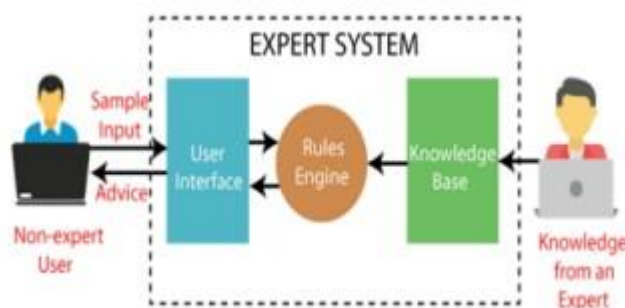 EXPERT SYSTEM
Sample
Input
Advice
Non-expert
User
User
Interface
Rules
Engine
Knowledge
Base
Knowledge
from an
Expert